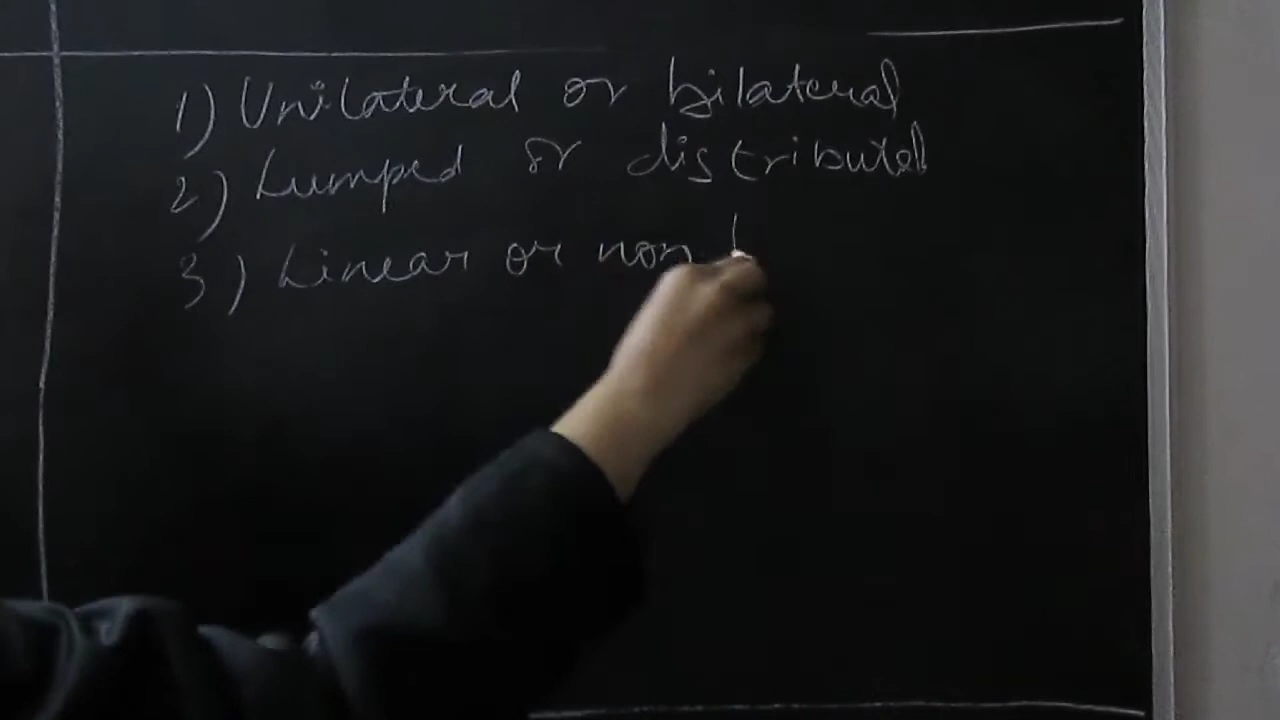 1) Unilateral or bilateral
2) Lumped or distributed
3) Linear or non l